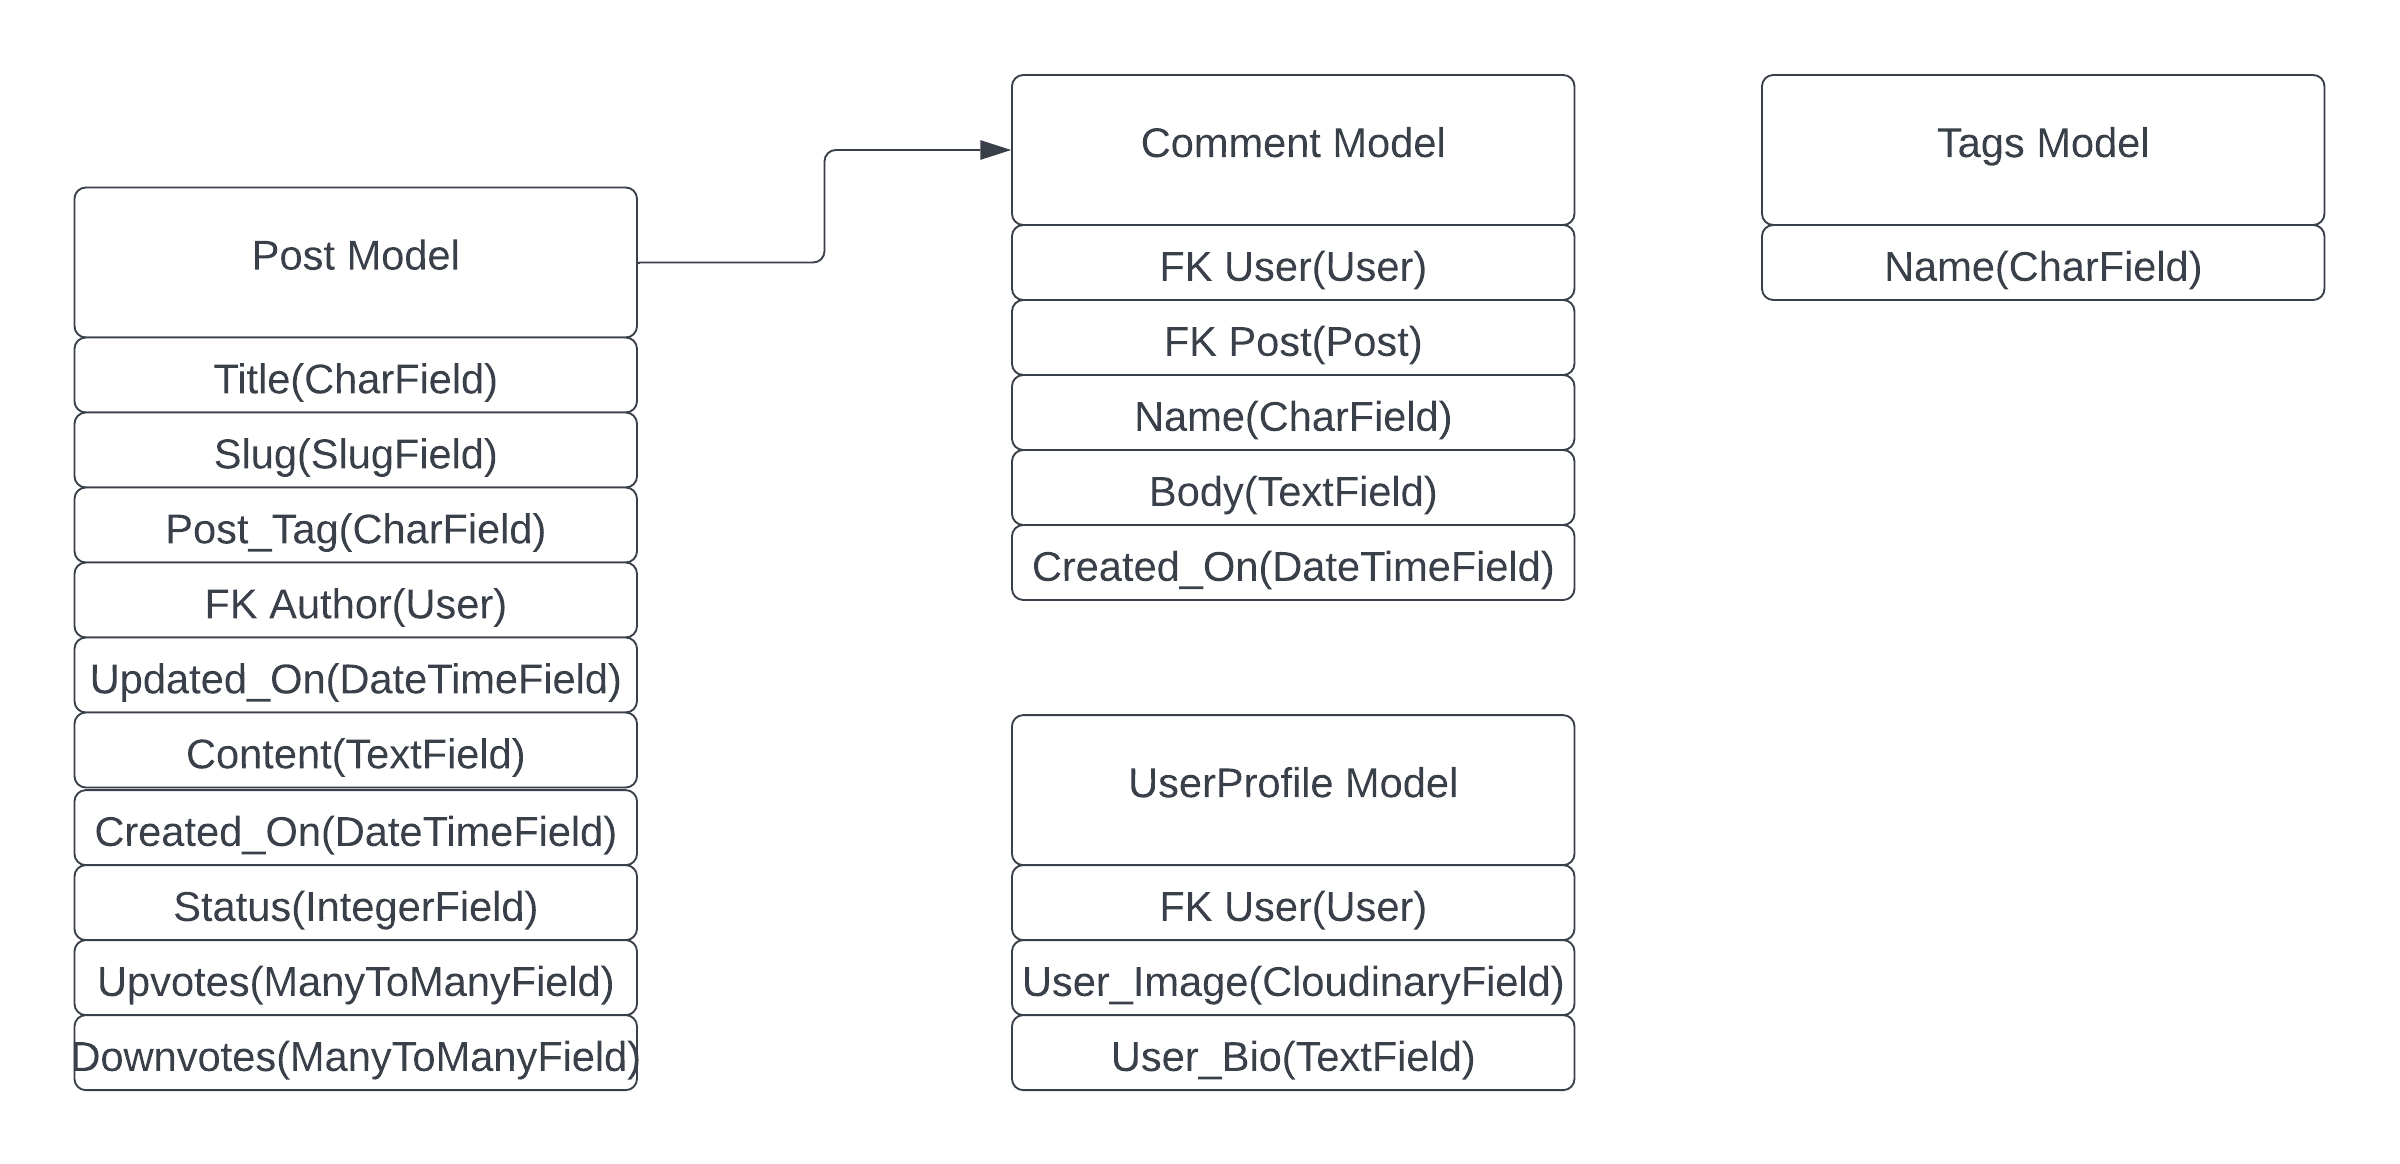 Post Model
Title(CharField)
Slug(SlugField)
Post_Tag(CharField)
FK Author(User)
Updated_On(DateTimeField)
Content(TextField)
Created_On(DateTimeField)
Status(IntegerField)
Upvotes(ManyToManyField)
Downvotes(ManyToManyField)
Comment Model
FK User(User)
FK Post(Post)
Name(CharField)
Body(TextField)
Created_On(DateTimeField)
UserProfile Model
FK User(User)
User_Image(CloudinaryField)
User_Bio(TextField)
Tags Model
Name(CharField)